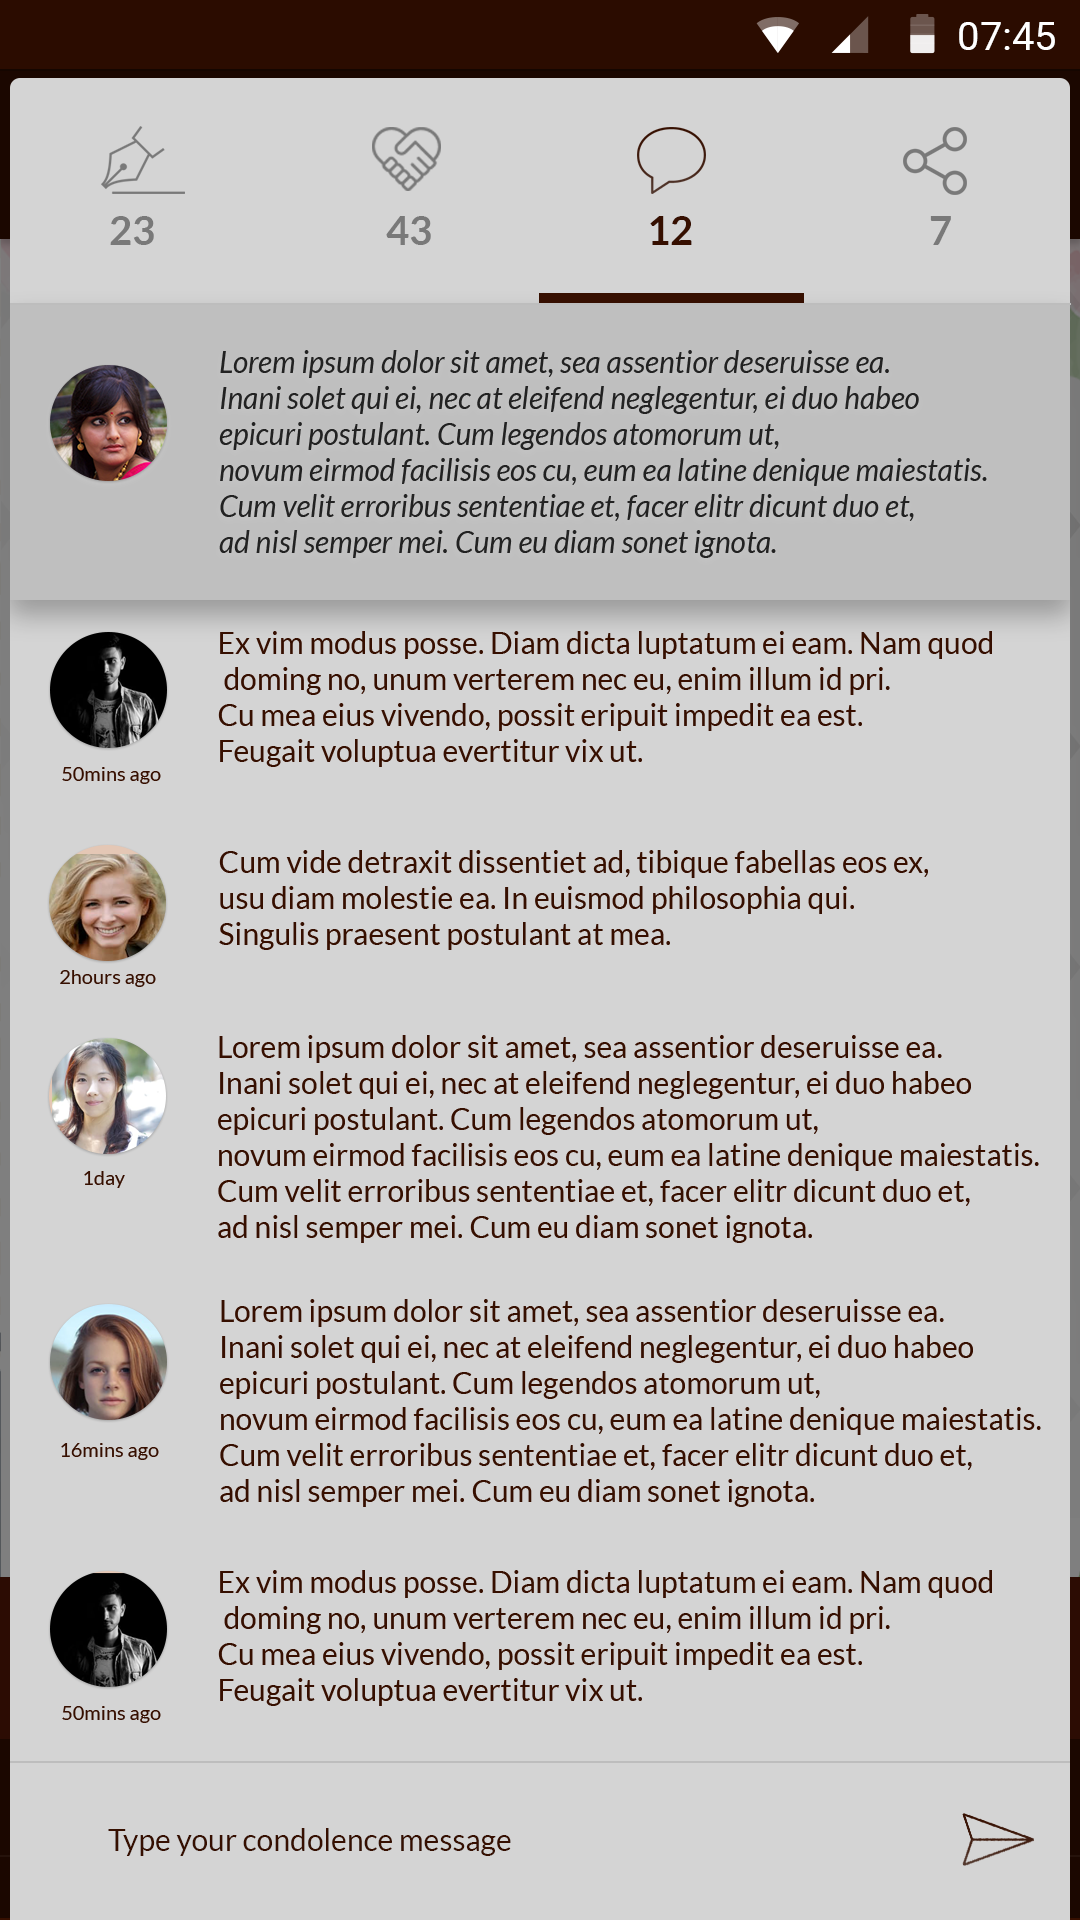 07:45
23 43 12 7
Lorem ipsum dolor sit amet, sea assentior deseruisse ea.
Inani solet qui ei, nec at eleifend neglegentur, ei duo habeo
epicuri postulant. Cum legendos atomorum ut,
novum eirmod facilisis eos cu, eum ea latine denique maiestatis.
Cum velit erroribus sententiae et, facer elitr dicunt duo et,
ad nisl semper mei. Cum eu diam sonet ignota.
Ex vim modus posse. Diam dicta luptatum ei eam. Nam quod
doming no, unum verterem nec eu, enim illum id pri.
Cu mea eius vivendo, possit eripuit impedit ea est.
Feugait voluptua evertitur vix ut.
50mins ago
Cum vide detraxit dissentiet ad, tibique fabellas eos ex,
usu diam molestie ea. In euismod philosophia qui.
Singulis praesent postulant at mea.
2hours ago
Lorem ipsum dolor sit amet, sea assentior deseruisse ea.
Inani solet qui ei, nec at eleifend neglegentur, ei duo habeo
epicuri postulant. Cum legendos atomorum ut,
novum eirmod facilisis eos cu, eum ea latine denique maiestatis.
Cum velit erroribus sententiae et, facer elitr dicunt duo et,
ad nisl semper mei. Cum eu diam sonet ignota.
1day
Lorem ipsum dolor sit amet, sea assentior deseruisse ea.
Inani solet qui ei, nec at eleifend neglegentur, ei duo habeo
epicuri postulant. Cum legendos atomorum ut,
novum eirmod facilisis eos cu, eum ea latine denique maiestatis.
Cum velit erroribus sententiae et, facer elitr dicunt duo et,
ad nisl semper mei. Cum eu diam sonet ignota.
16mins ago
Ex vim modus posse. Diam dicta luptatum ei eam. Nam quod
doming no, unum verterem nec eu, enim illum id pri.
Cu mea eius vivendo, possit eripuit impedit ea est.
Feugait voluptua evertitur vix ut.
50mins ago
Type your condolence message